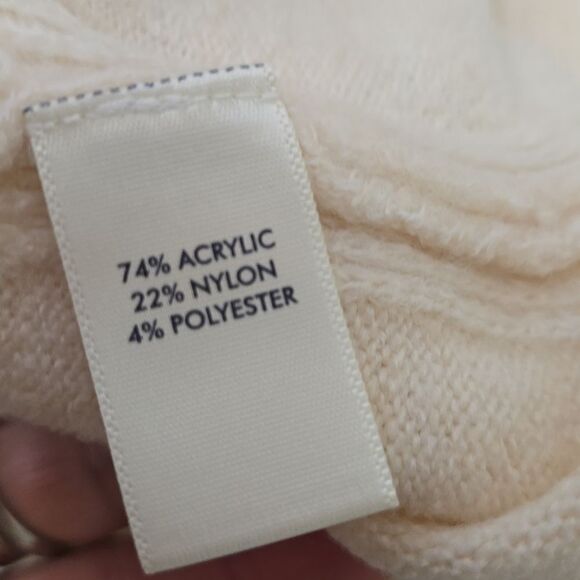 74% ACRYLIC
22% NYLON
4% POLYESTER